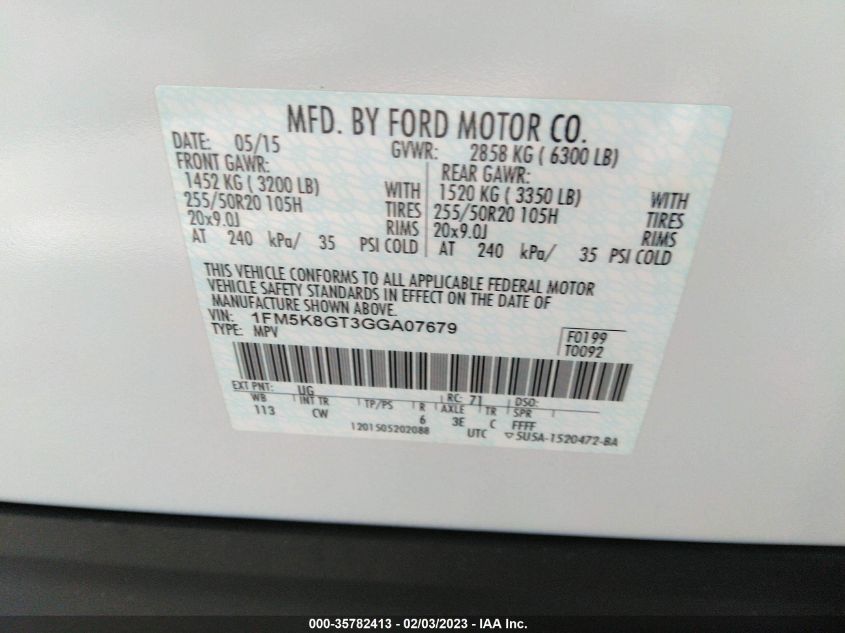 MFD. BY FORD MOTOR CO.
DATE: 05/15 GVWR: 2858 KG ( 6300 LB)
FRONT GAWR: REAR GAWR:
1452 KG ( 3200 LB) WITH 1520 KG ( 3350 LB) WITH
255/50R20 105H TIRES 255/50R20 105H TIRES
20x9.0J RIMS 20x9.0J RIMS
AT 240 kPa/ 35 PSI COLD AT 240 kPa/ 35 PSI COLD
THIS VEHICLE CONFORMS TO ALL APPLICABLE FEDERAL MOTOR
VEHICLE SAFETY STANDARDS IN EFFECT ON THE DATE OF
MANUFACTURE SHOWN ABOVE.
VIN: 1FM5K8GT3GGA07679
TYPE: MPV
F0199
T0092
EXT PNT: UG RC: 71 DSO:
WB INT TR TP/PS R AXLE TR SPR
113 CW 6 3E C FFFF
1201505202088 UTC ▽5U5A-1520472-BA
000-35782413 - 02/03/2023 - IAA Inc.